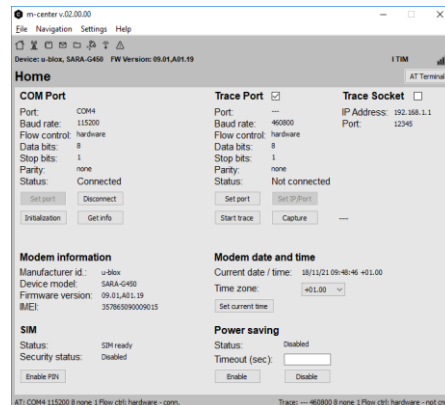 m-center v.02.00.00
File Navigation Settings Help
Device: u-blox, SARA-G450 FW Version: 09.01,A01.19 I TIM
Home AT Terminal
COM Port
Port: COM4
Baud rate: 115200
Flow control: hardware
Data bits: 8
Stop bits: 1
Parity: none
Status: Connected
Set port Disconnect
Initialization Get info
Trace Port
Port: ---
Baud rate: 460800
Flow control: hardware
Data bits: 8
Stop bits: 1
Parity: none
Status: Not connected
Set port Set IP/Port
Start trace Capture ----
Trace Socket
IP Address: 192.168.1.1
Port: 12345
Modem information
Manufacturer id.: u-blox
Device model: SARA-G450
Firmware version: 09.01,A01.19
IMEI: 357865090009015
Modem date and time
Current date / time: 18/11/21 09:48:46 +01.00
Time zone: +01.00
Set current time
SIM
Status: SIM ready
Security status: Disabled
Enable PIN
Power saving
Status: Disabled
Timeout (sec):
Enable Disable
AT: COM4 115200 8 none 1 Flow ctrl: hardware - conn. Trace: --- 460800 8 none 1 Flow ctrl: hardware - not cn